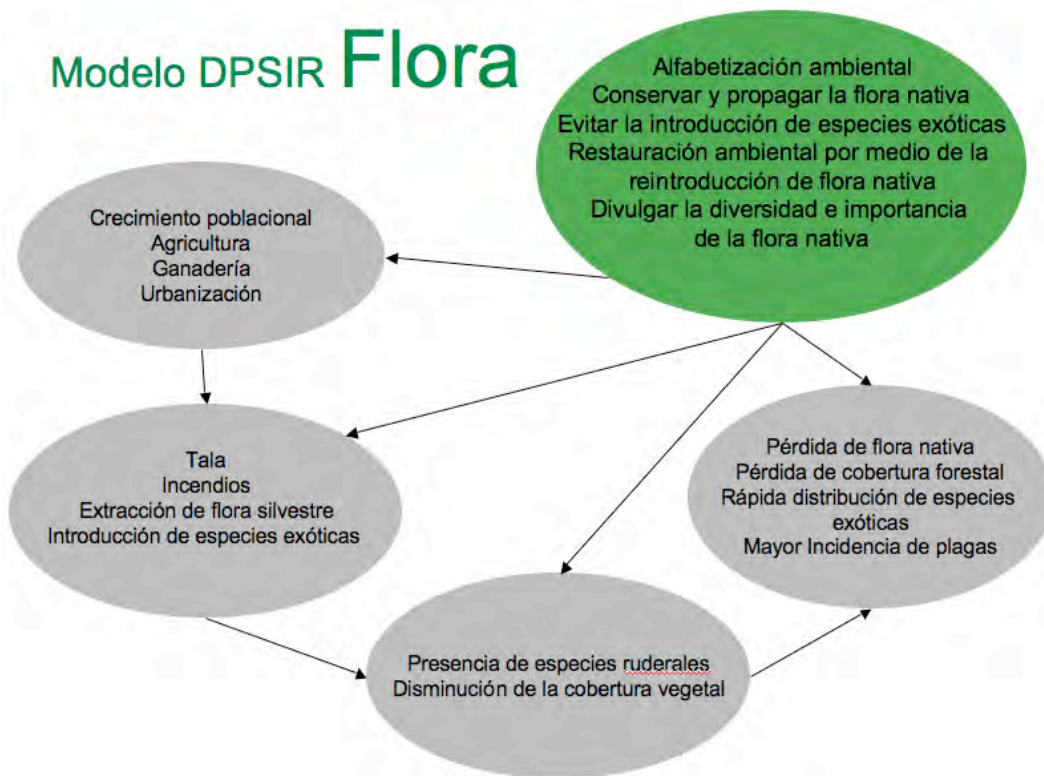 Modelo DPSIR Flora
Alfabetización ambiental
Conservar y propagar la flora nativa
Evitar la introducción de especies exóticas
Restauración ambiental por medio de la
reintroducción de flora nativa
Divulgar la diversidad e importancia
de la flora nativa
Crecimiento poblacional
Agricultura
Ganadería
Urbanización
Tala
Incendios
Extracción de flora silvestre
Introducción de especies exóticas
Pérdida de flora nativa
Pérdida de cobertura forestal
Rápida distribución de especies
exóticas
Mayor Incidencia de plagas
Presencia de especies ruderales
Disminución de la cobertura vegetal